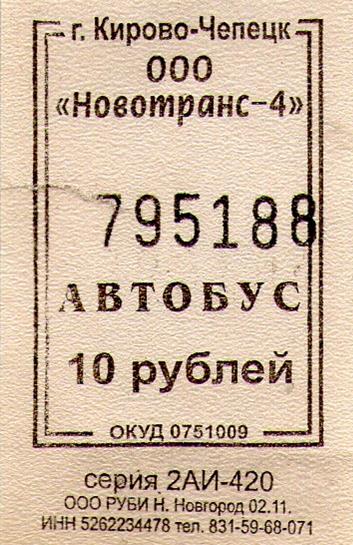 г. Кирово-Чепецк
ООО
«Новотранс-4»
795188
АВТОБУС
10 рублей
ОКУД 0751009
серия 2АИ-420
ООО РУБИ Н. Новгород 02.11.
ИНН 5262234478 тел. 831-59-68-071